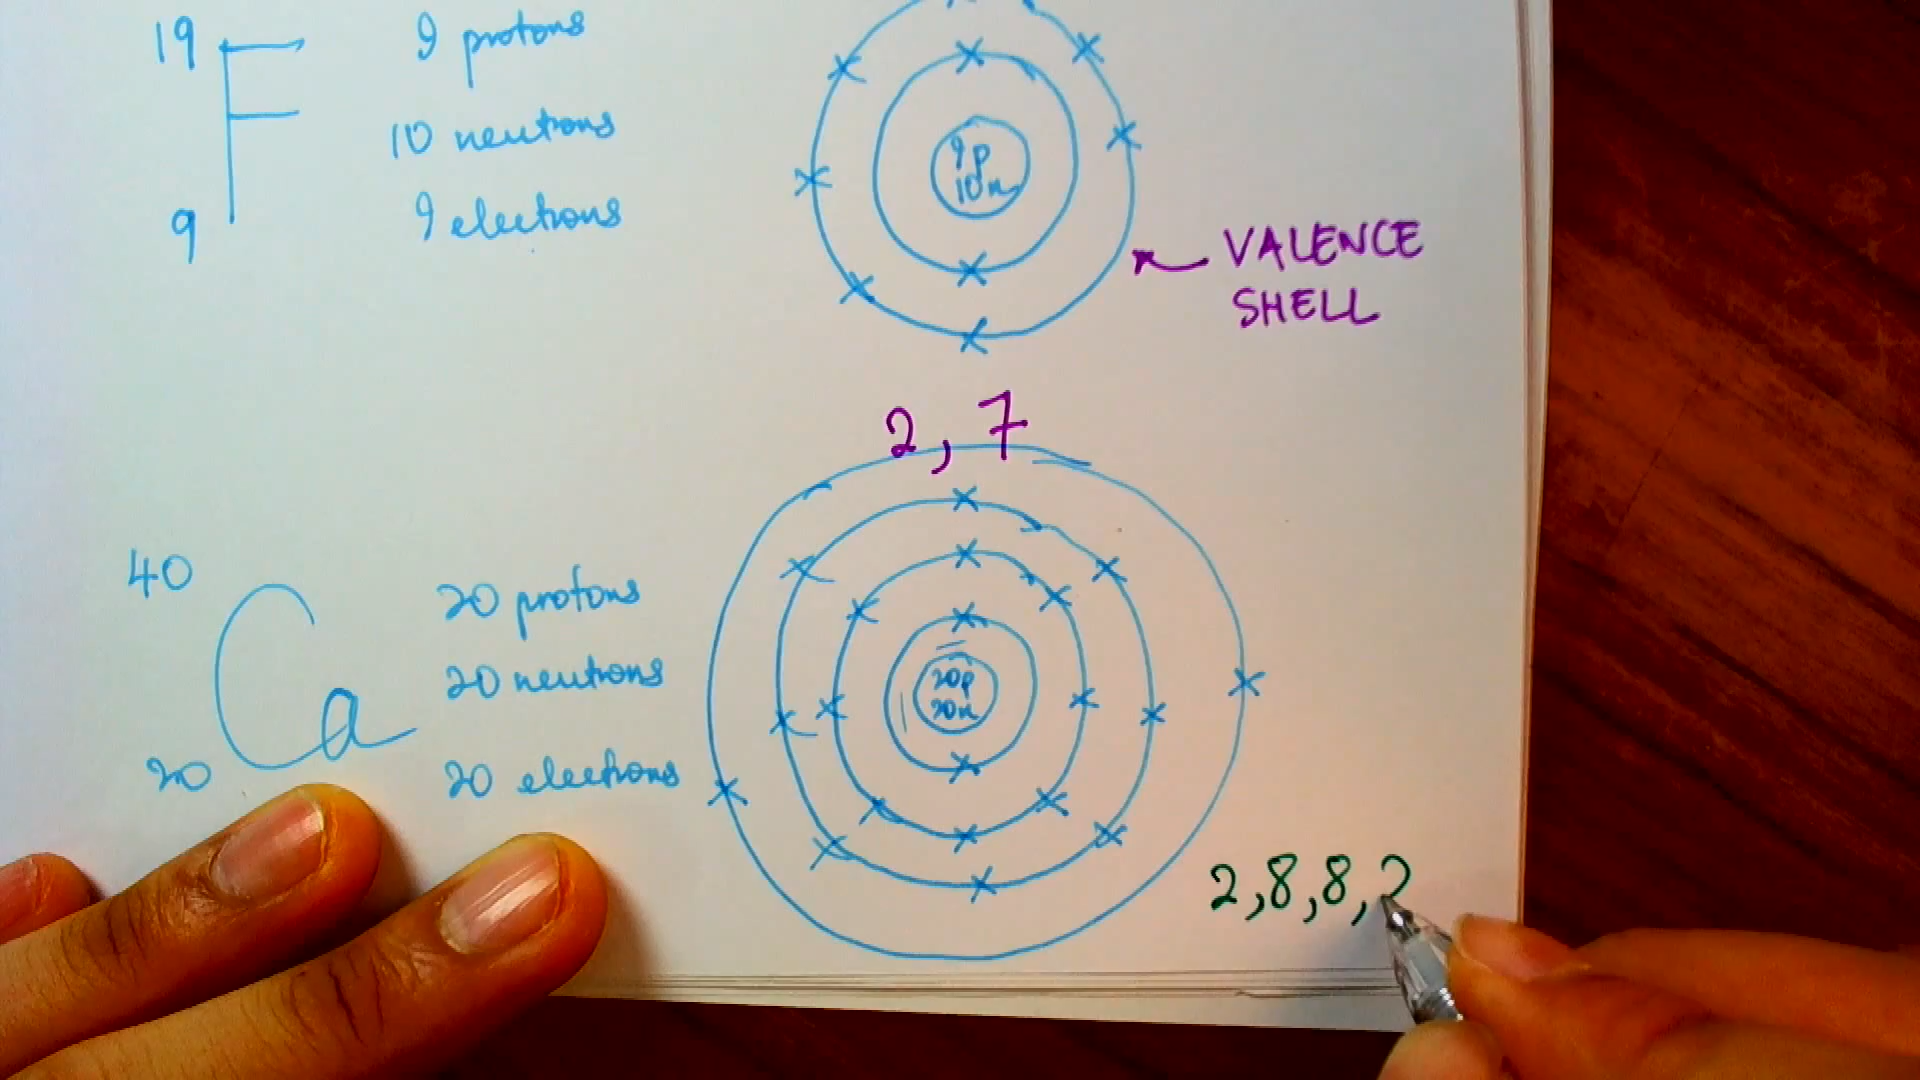 19
F
9
9 protons
10 neutrons
9 electrons
9p
10n
VALENCE
SHELL
2, 7
40
Ca
20
20 protons
20 neutrons
20 electrons
20p
20n
2,8,8,2